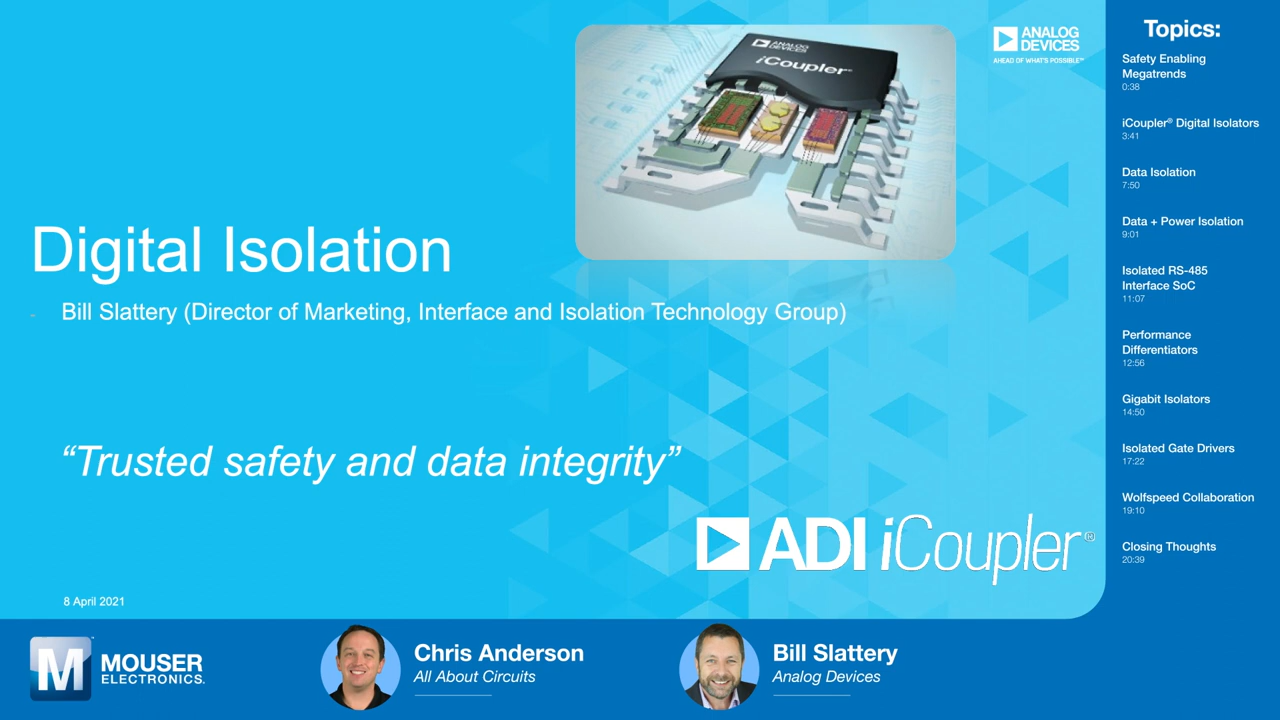 ANALOG
DEVICES
iCoupler®
ANALOG
DEVICES
AHEAD OF WHAT'S POSSIBLE™
Digital Isolation
- Bill Slattery (Director of Marketing, Interface and Isolation Technology Group)
“Trusted safety and data integrity”
ADI iCoupler®
8 April 2021
Topics:
Safety Enabling
Megatrends
0:38
iCoupler® Digital Isolators
3:41
Data Isolation
7:50
Data + Power Isolation
9:01
Isolated RS-485
Interface SoC
11:07
Performance
Differentiators
12:56
Gigabit Isolators
14:50
Isolated Gate Drivers
17:22
Wolfspeed Collaboration
19:10
Closing Thoughts
20:39
M
MOUSER
ELECTRONICS.
Chris Anderson
All About Circuits
Bill Slattery
Analog Devices